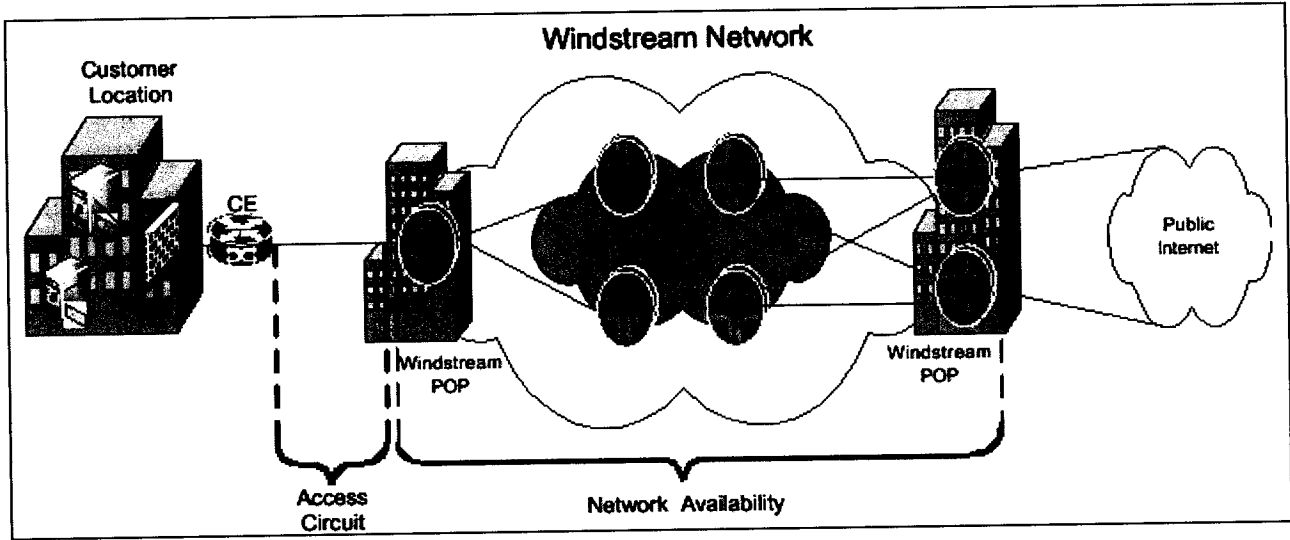 Windstream Network
Customer
Location
CE
Windstream
POP
Windstream
POP
Public
Internet
Access
Circuit
Network Availability